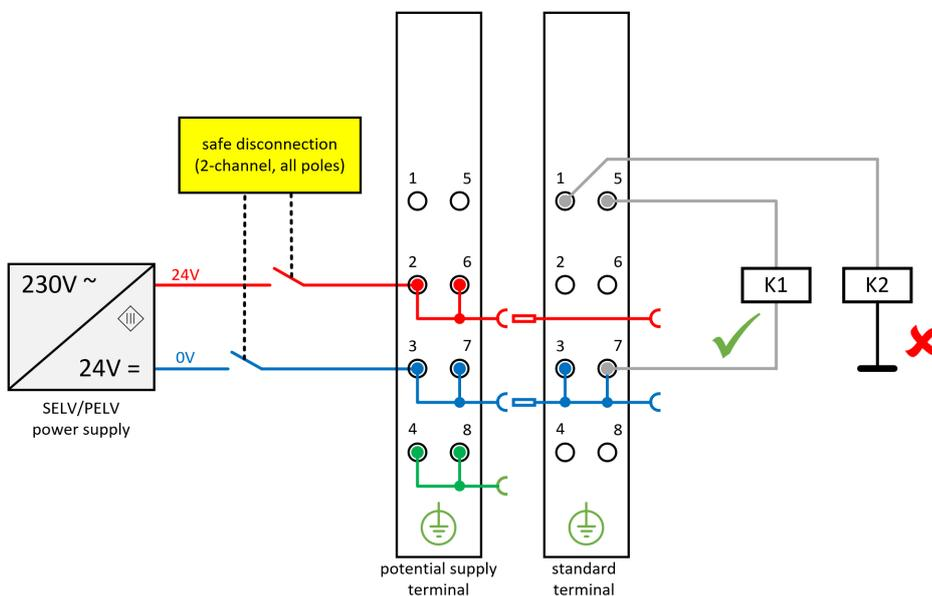 safe disconnection
(2-channel, all poles)
230V ~
III
24V =
SELV/PELV
power supply
24V
0V
1 5
2 6
3 7
4 8
potential supply
terminal
1 5
2 6
3 7
4 8
standard
terminal
K1
K2